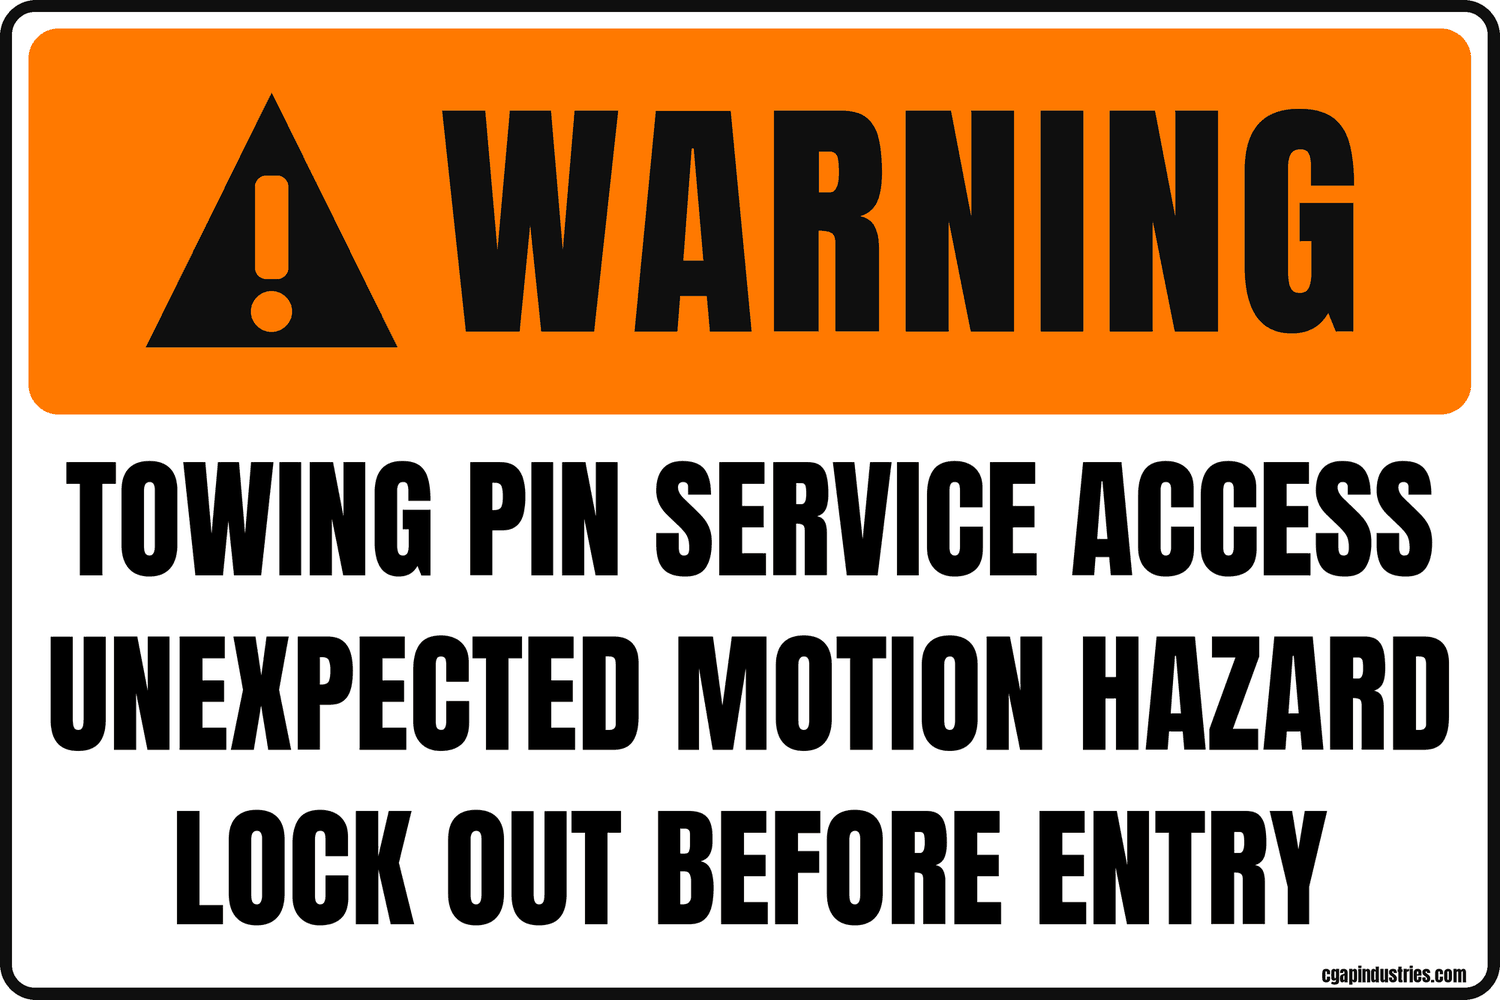 WARNING
TOWING PIN SERVICE ACCESS
UNEXPECTED MOTION HAZARD
LOCK OUT BEFORE ENTRY
cgapindustries.com